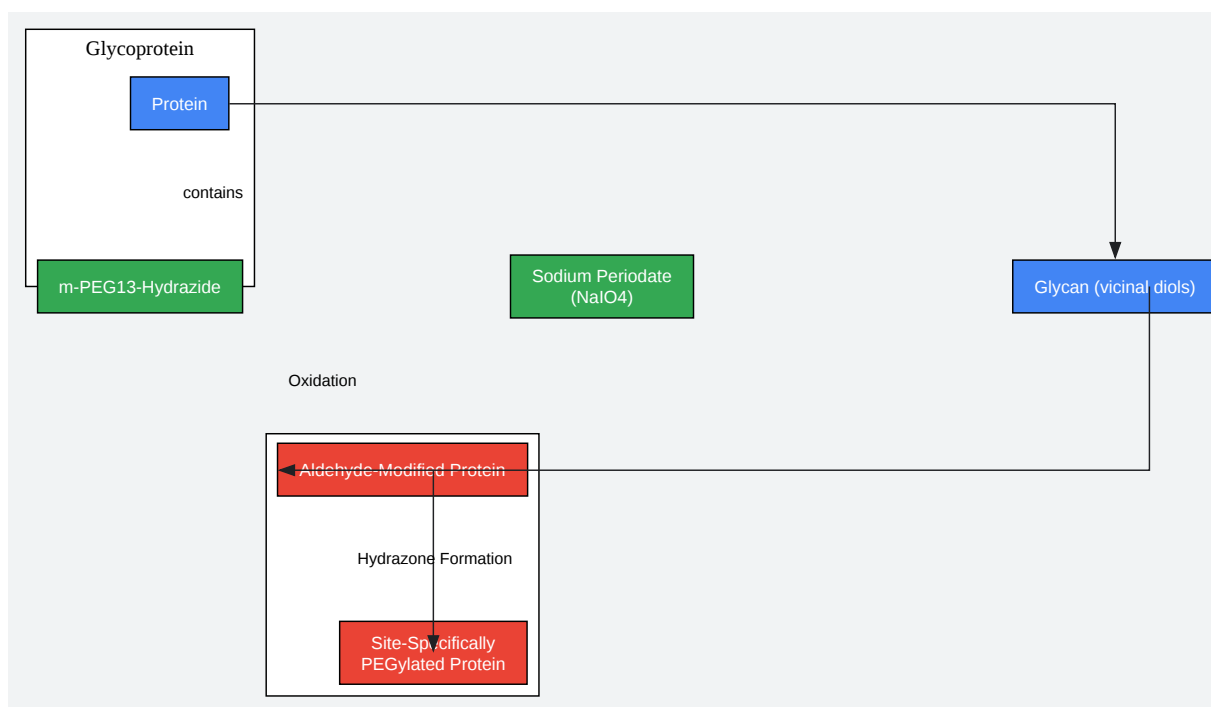 Glycoprotein
Protein
contains
m-PEG13-Hydrazide
Sodium Periodate
(NaIO4)
Glycan (vicinal diols)
Oxidation
Aldehyde-Modified Protein
Hydrazone Formation
Site-Specifically
PEGylated Protein